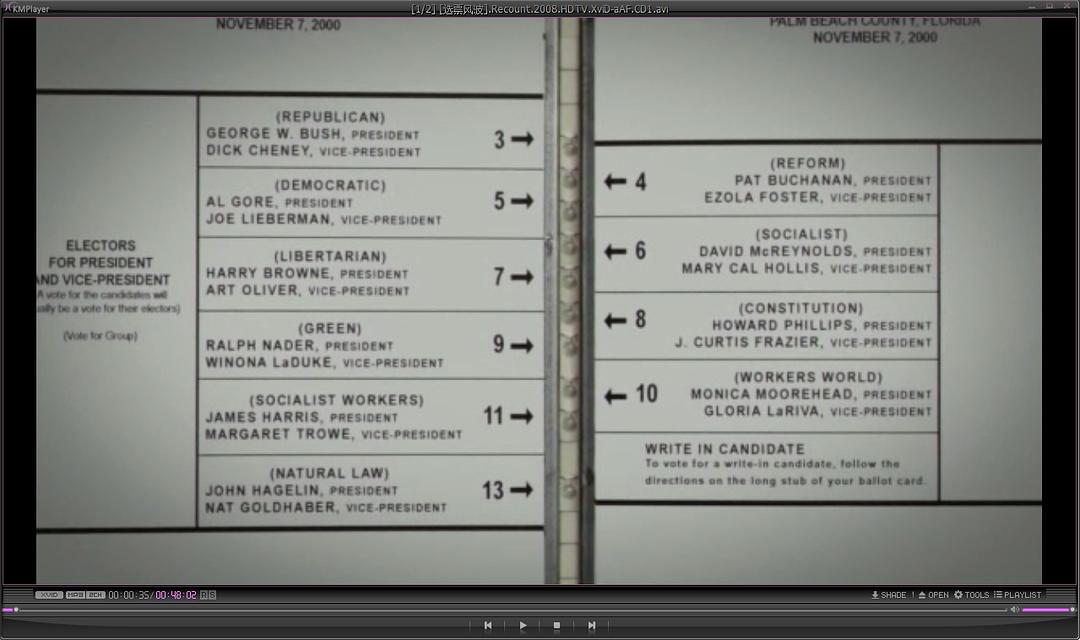 KMPlayer
[1/2] [选票风波].Recount.2008.HDTV.XviD-aAF.CD1.avi
NOVEMBER 7, 2000
ELECTORS
FOR PRESIDENT
AND VICE-PRESIDENT
A vote for the candidates will
ally be a vote for their electors)
(Vote for Group)
(REPUBLICAN)
GEORGE W. BUSH, PRESIDENT
DICK CHENEY, VICE-PRESIDENT
3 →
(DEMOCRATIC)
AL GORE, PRESIDENT
JOE LIEBERMAN, VICE-PRESIDENT
5 →
(LIBERTARIAN)
HARRY BROWNE, PRESIDENT
ART OLIVER, VICE-PRESIDENT
7 →
(GREEN)
RALPH NADER, PRESIDENT
WINONA LaDUKE, VICE-PRESIDENT
9 →
(SOCIALIST WORKERS)
JAMES HARRIS, PRESIDENT
MARGARET TROWE, VICE-PRESIDENT
11 →
(NATURAL LAW)
JOHN HAGELIN, PRESIDENT
NAT GOLDHABER, VICE-PRESIDENT
13 →
PALM BEACH COUNTY, FLORIDA
NOVEMBER 7, 2000
(REFORM)
← 4
PAT BUCHANAN, PRESIDENT
EZOLA FOSTER, VICE-PRESIDENT
(SOCIALIST)
← 6
DAVID McREYNOLDS, PRESIDENT
MARY CAL HOLLIS, VICE-PRESIDENT
(CONSTITUTION)
← 8
HOWARD PHILLIPS, PRESIDENT
J. CURTIS FRAZIER, VICE-PRESIDENT
(WORKERS WORLD)
← 10
MONICA MOOREHEAD, PRESIDENT
GLORIA LaRIVA, VICE-PRESIDENT
WRITE IN CANDIDATE
To vote for a write-in candidate, follow the
directions on the long stub of your ballot card.
XVID MP3 2CH 00:00:35/00:48:02 R S
SHADE ! OPEN TOOLS PLAYLIST